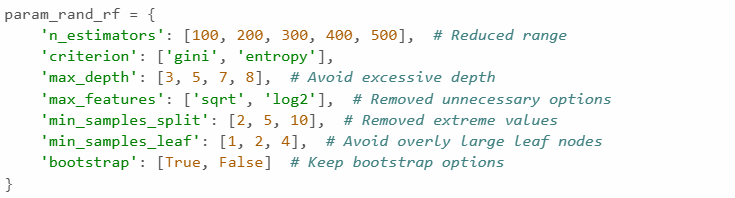 param_rand_rf = {
    'n_estimators': [100, 200, 300, 400, 500],  # Reduced range
    'criterion': ['gini', 'entropy'],
    'max_depth': [3, 5, 7, 8],  # Avoid excessive depth
    'max_features': ['sqrt', 'log2'],  # Removed unnecessary options
    'min_samples_split': [2, 5, 10],  # Removed extreme values
    'min_samples_leaf': [1, 2, 4],  # Avoid overly large leaf nodes
    'bootstrap': [True, False]  # Keep bootstrap options
}